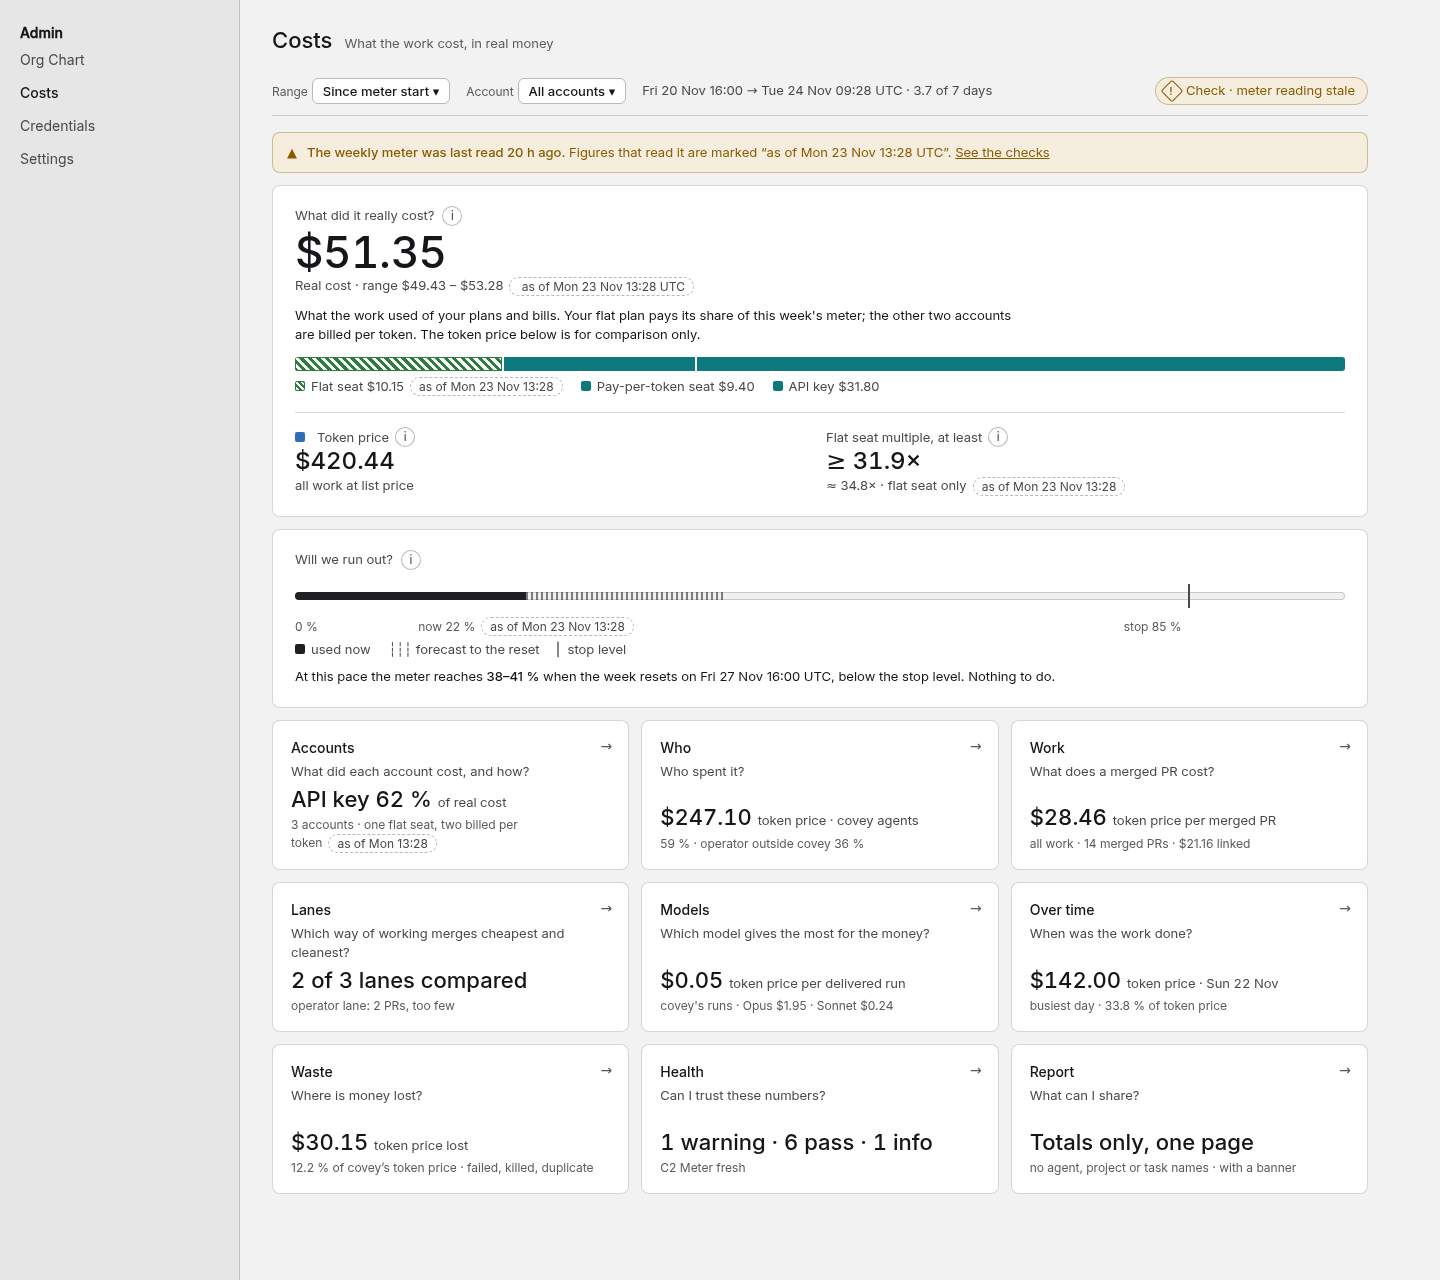 Admin
Org Chart
Costs
Credentials
Settings
Costs What the work cost, in real money
Range Since meter start ▾ Account All accounts ▾ Fri 20 Nov 16:00 → Tue 24 Nov 09:28 UTC · 3.7 of 7 days ! Check · meter reading stale
▲ The weekly meter was last read 20 h ago. Figures that read it are marked “as of Mon 23 Nov 13:28 UTC”. See the checks
What did it really cost? i
$51.35
Real cost · range $49.43 – $53.28 as of Mon 23 Nov 13:28 UTC
What the work used of your plans and bills. Your flat plan pays its share of this week's meter; the other two accounts
are billed per token. The token price below is for comparison only.
Flat seat $10.15 as of Mon 23 Nov 13:28 Pay-per-token seat $9.40 API key $31.80
Token price i
$420.44
all work at list price
Flat seat multiple, at least i
≥ 31.9×
≈ 34.8× · flat seat only as of Mon 23 Nov 13:28
Will we run out? i
0 % now 22 % as of Mon 23 Nov 13:28 stop 85 %
used now forecast to the reset stop level
At this pace the meter reaches 38–41 % when the week resets on Fri 27 Nov 16:00 UTC, below the stop level. Nothing to do.
Accounts →
What did each account cost, and how?
API key 62 % of real cost
3 accounts · one flat seat, two billed per
token as of Mon 13:28
Who →
Who spent it?
$247.10 token price · covey agents
59 % · operator outside covey 36 %
Work →
What does a merged PR cost?
$28.46 token price per merged PR
all work · 14 merged PRs · $21.16 linked
Lanes →
Which way of working merges cheapest and
cleanest?
2 of 3 lanes compared
operator lane: 2 PRs, too few
Models →
Which model gives the most for the money?
$0.05 token price per delivered run
covey's runs · Opus $1.95 · Sonnet $0.24
Over time →
When was the work done?
$142.00 token price · Sun 22 Nov
busiest day · 33.8 % of token price
Waste →
Where is money lost?
$30.15 token price lost
12.2 % of covey’s token price · failed, killed, duplicate
Health →
Can I trust these numbers?
1 warning · 6 pass · 1 info
C2 Meter fresh
Report →
What can I share?
Totals only, one page
no agent, project or task names · with a banner